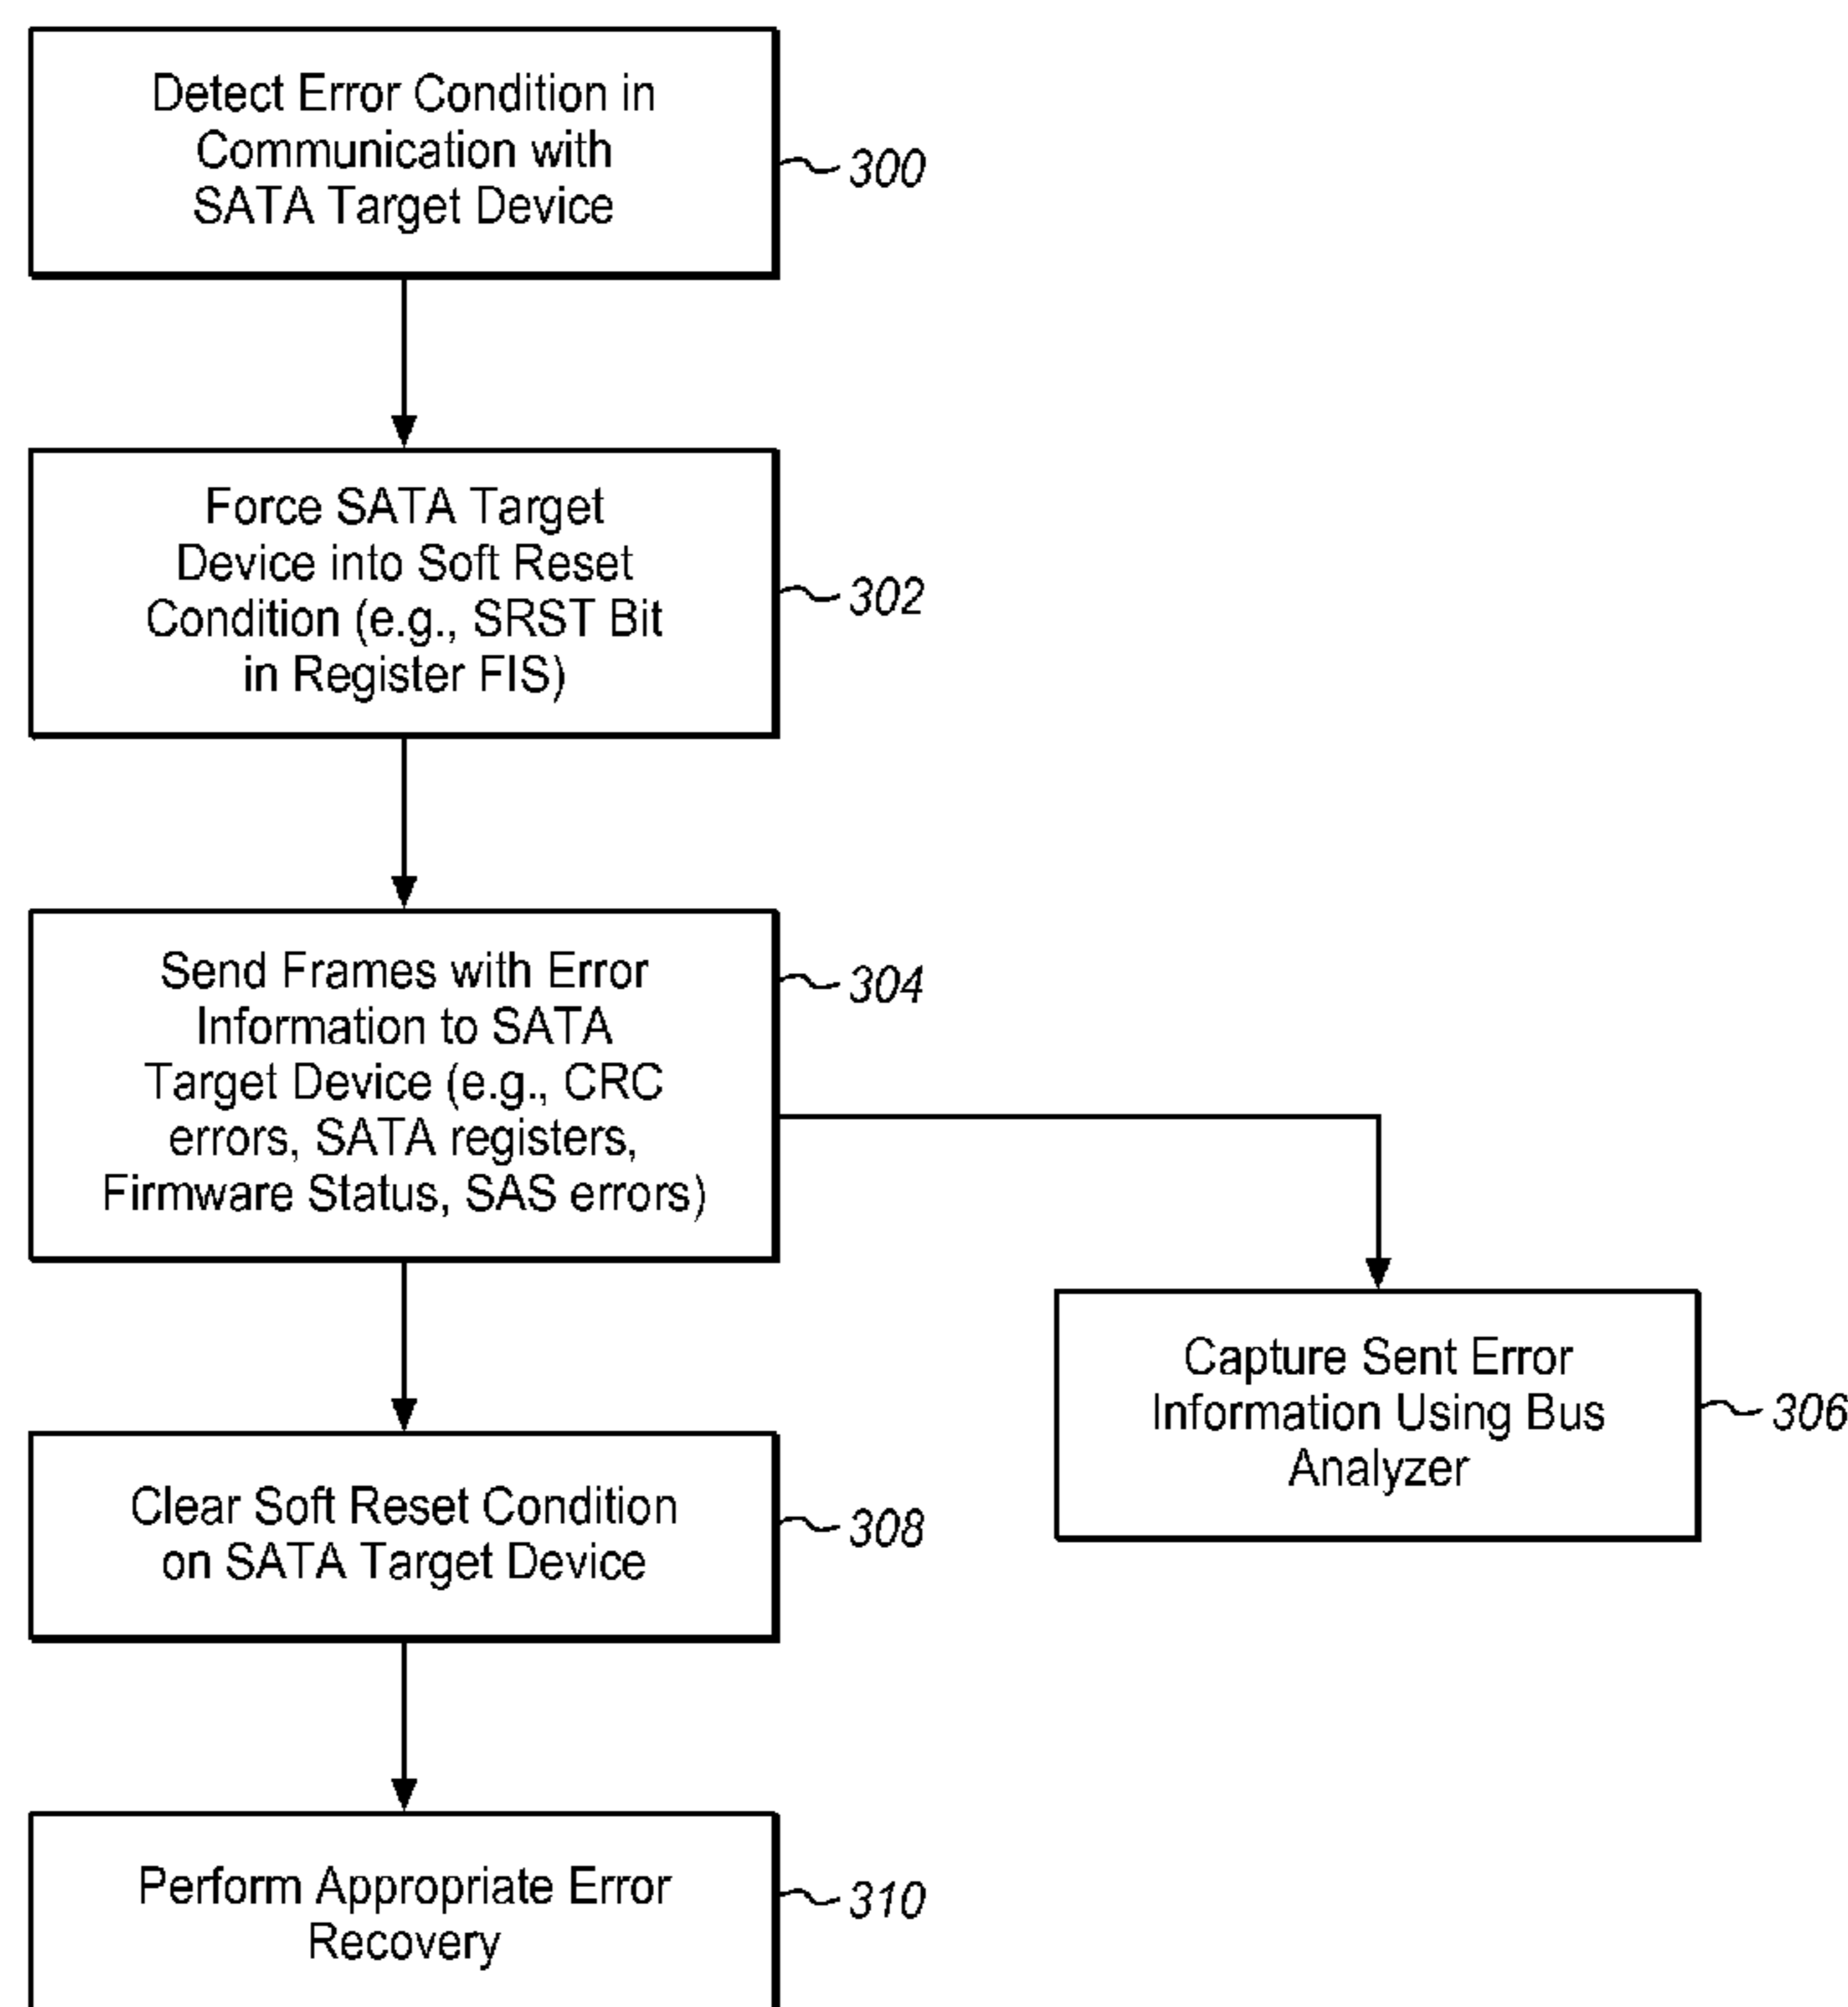 Detect Error Condition in
Communication with
SATA Target Device
300
Force SATA Target
Device into Soft Reset
Condition (e.g., SRST Bit
in Register FIS)
302
Send Frames with Error
Information to SATA
Target Device (e.g., CRC
errors, SATA registers,
Firmware Status, SAS errors)
304
Capture Sent Error
Information Using Bus
Analyzer
306
Clear Soft Reset Condition
on SATA Target Device
308
Perform Appropriate Error
Recovery
310